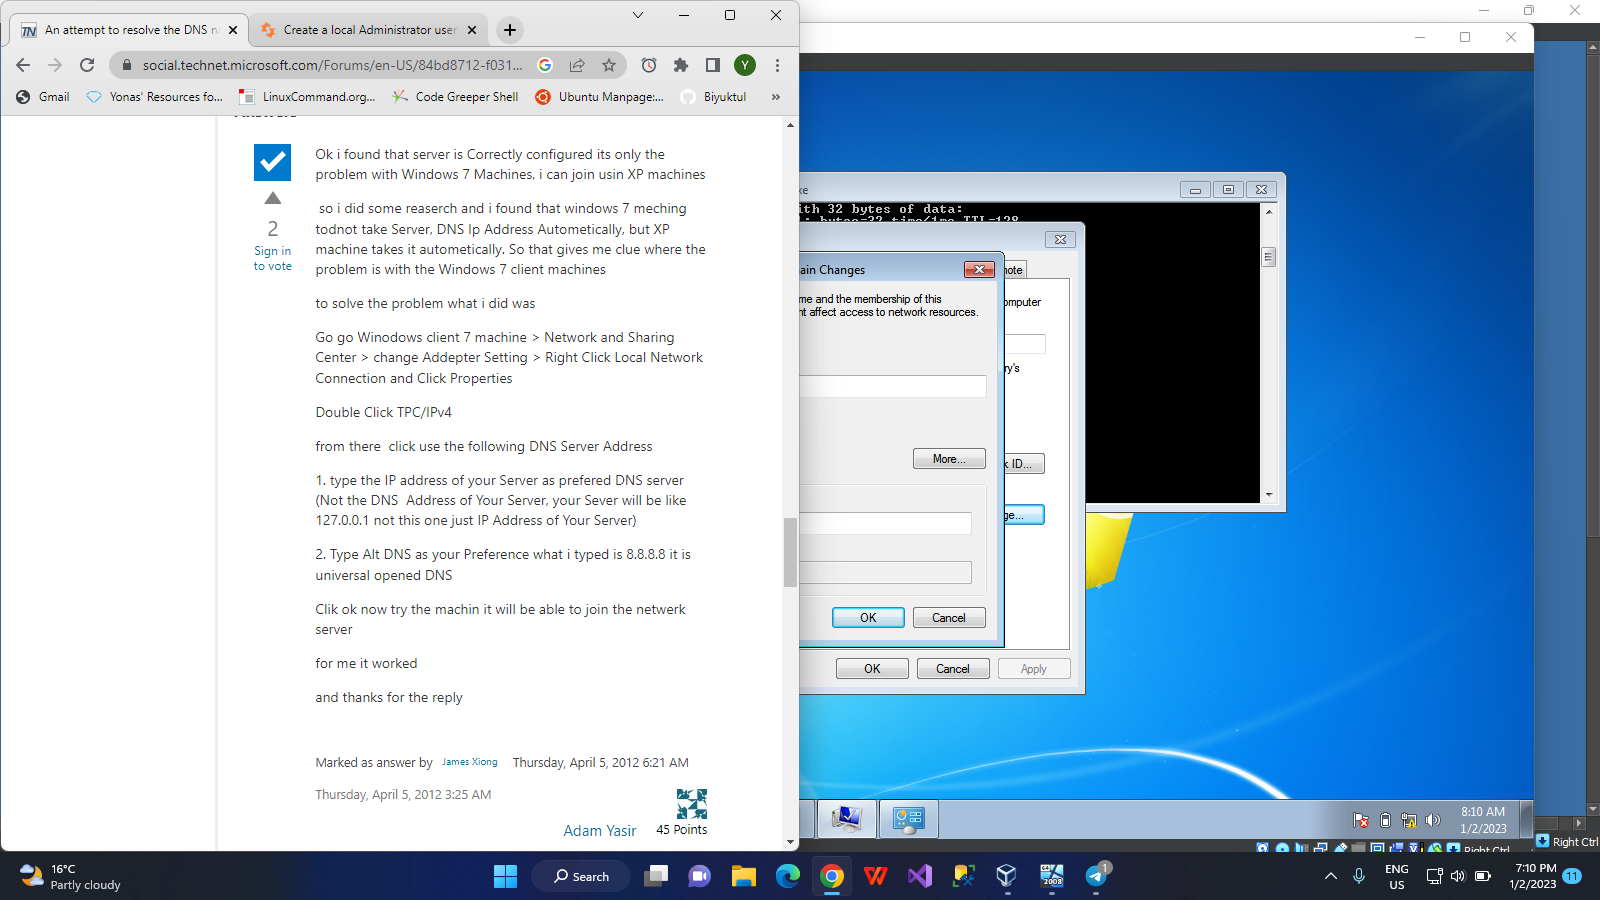 An attempt to resolve the DNS n
Create a local Administrator user
social.technet.microsoft.com/Forums/en-US/84bd8712-f031...
Y
Gmail
Yonas' Resources fo...
LinuxCommand.org...
Code Greeper Shell
Ubuntu Manpage:...
Biyuktul
»
Ok i found that server is Correctly configured its only the
problem with Windows 7 Machines, i can join usin XP machines
so i did some reaserch and i found that windows 7 meching
todnot take Server, DNS Ip Address Automatically, but XP
machine takes it autometically. So that gives me clue where the
problem is with the Windows 7 client machines
2
Sign in
to vote
to solve the problem what i did was
Go go Winodows client 7 machine > Network and Sharing
Center > change Addepter Setting > Right Click Local Network
Connection and Click Properties
Double Click TPC/IPv4
from there  click use the following DNS Server Address
1. type the IP address of your Server as prefered DNS server
(Not the DNS  Address of Your Server, your Sever will be like
127.0.0.1 not this one just IP Address of Your Server)
2. Type Alt DNS as your Preference what i typed is 8.8.8.8 it is
universal opened DNS
Clik ok now try the machin it will be able to join the netwerk
server
for me it worked
and thanks for the reply
Marked as answer by James Xiong Thursday, April 5, 2012 6:21 AM
Thursday, April 5, 2012 3:25 AM
Adam Yasir 45 Points
xe
ith 32 bytes of data:
ain Changes
note
me and the membership of this
nt affect access to network resources.
omputer
ry's
More...
k ID...
ge...
OK
Cancel
OK
Cancel
Apply
8:10 AM
1/2/2023
Right Ctrl
Right Ctrl
16°C
Partly cloudy
Search
2008
1
ENG
US
7:10 PM
1/2/2023
11